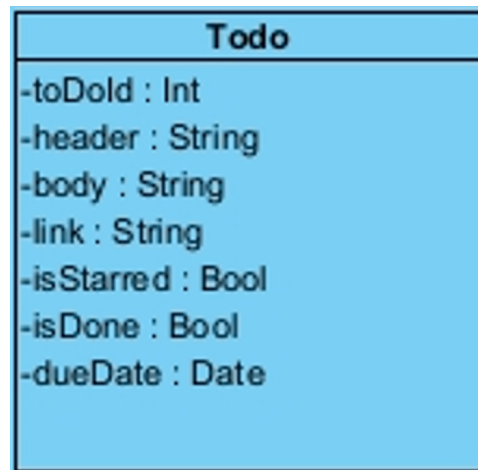 Todo
-toDoId : Int
-header : String
-body : String
-link : String
-isStarred : Bool
-isDone : Bool
-dueDate : Date